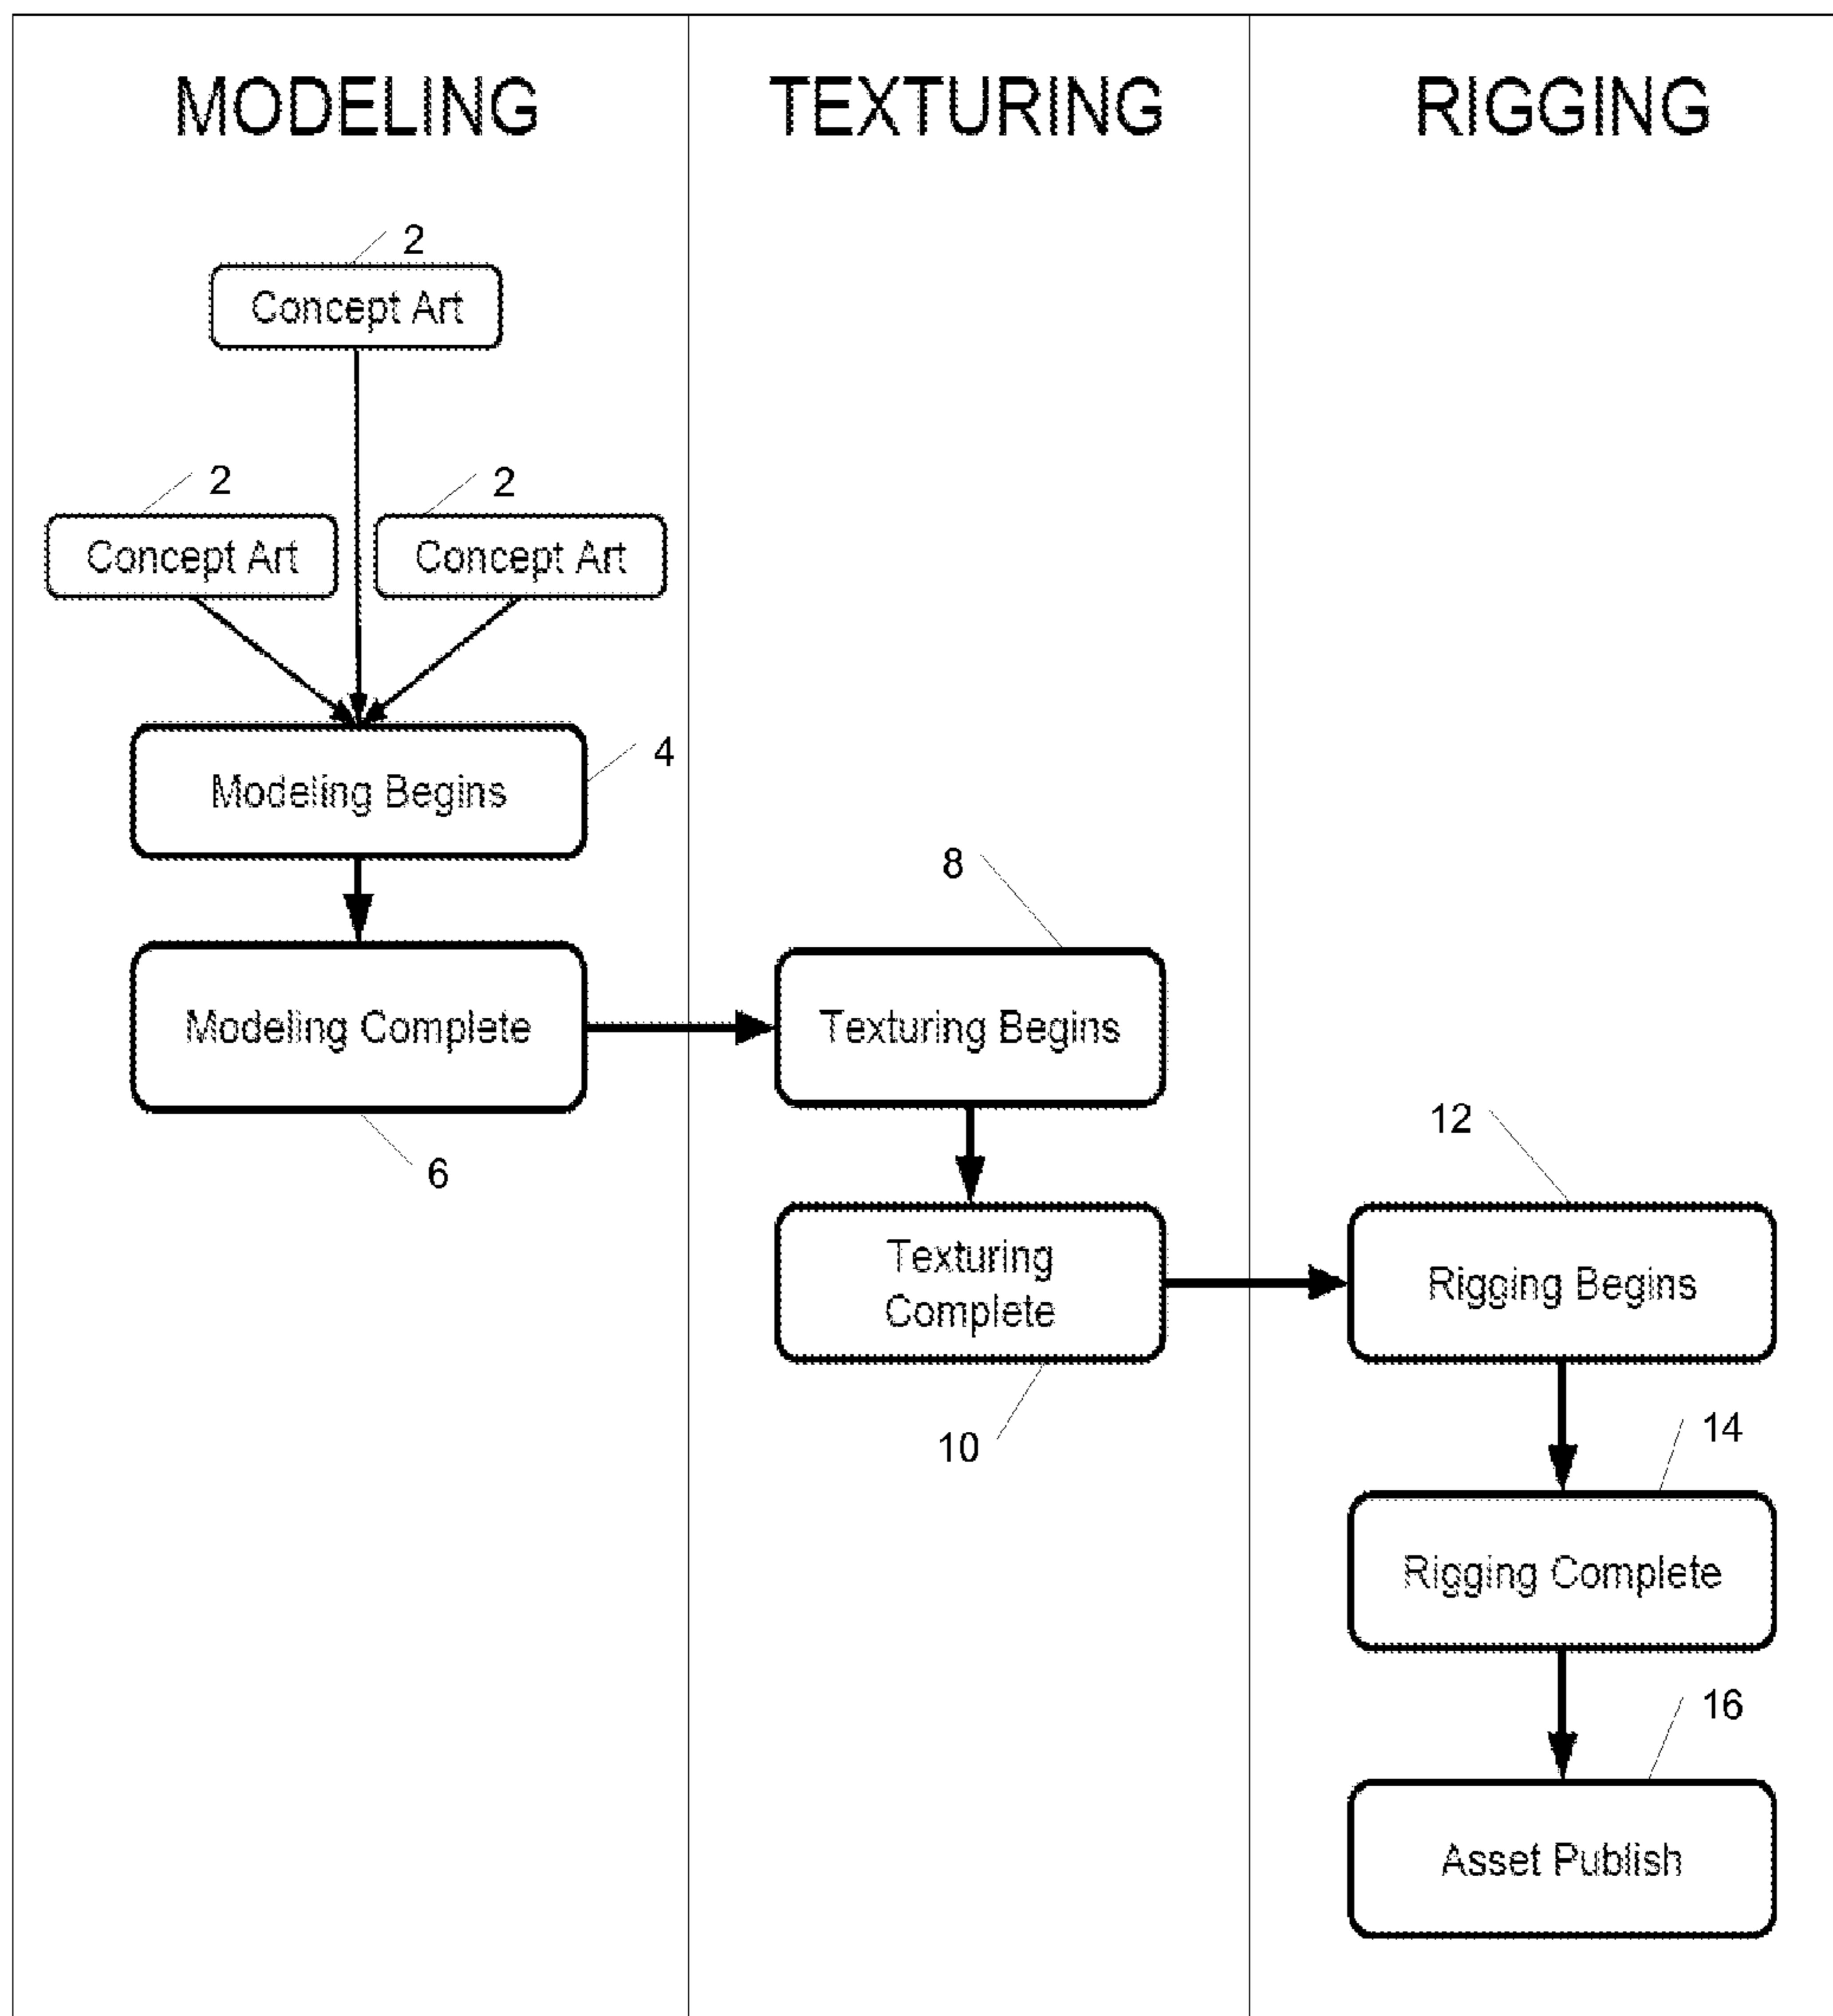 MODELING
TEXTURING
RIGGING
2
Concept Art
2
2
Concept Art
Concept Art
4
Modeling Begins
8
Modeling Complete
Texturing Begins
6
12
Texturing
Complete
Rigging Begins
10
14
Rigging Complete
16
Asset Publish